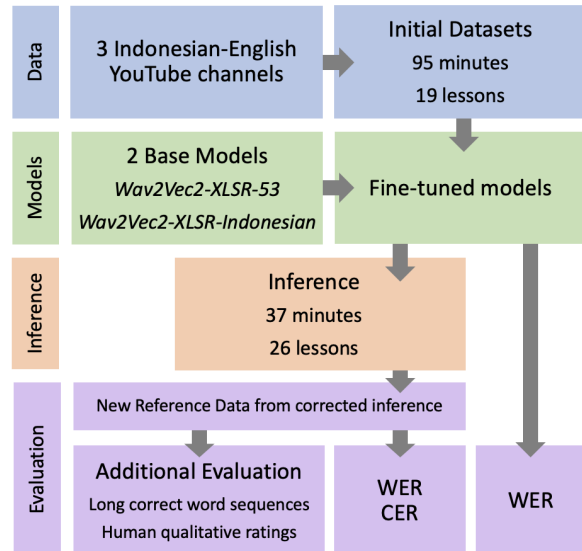 Data
3 Indonesian-English
YouTube channels
Initial Datasets
95 minutes
19 lessons
Models
2 Base Models
Wav2Vec2-XLSR-53
Wav2Vec2-XLSR-Indonesian
Fine-tuned models
Inference
Inference
37 minutes
26 lessons
Evaluation
New Reference Data from corrected inference
Additional Evaluation
Long correct word sequences
Human qualitative ratings
WER
CER
WER